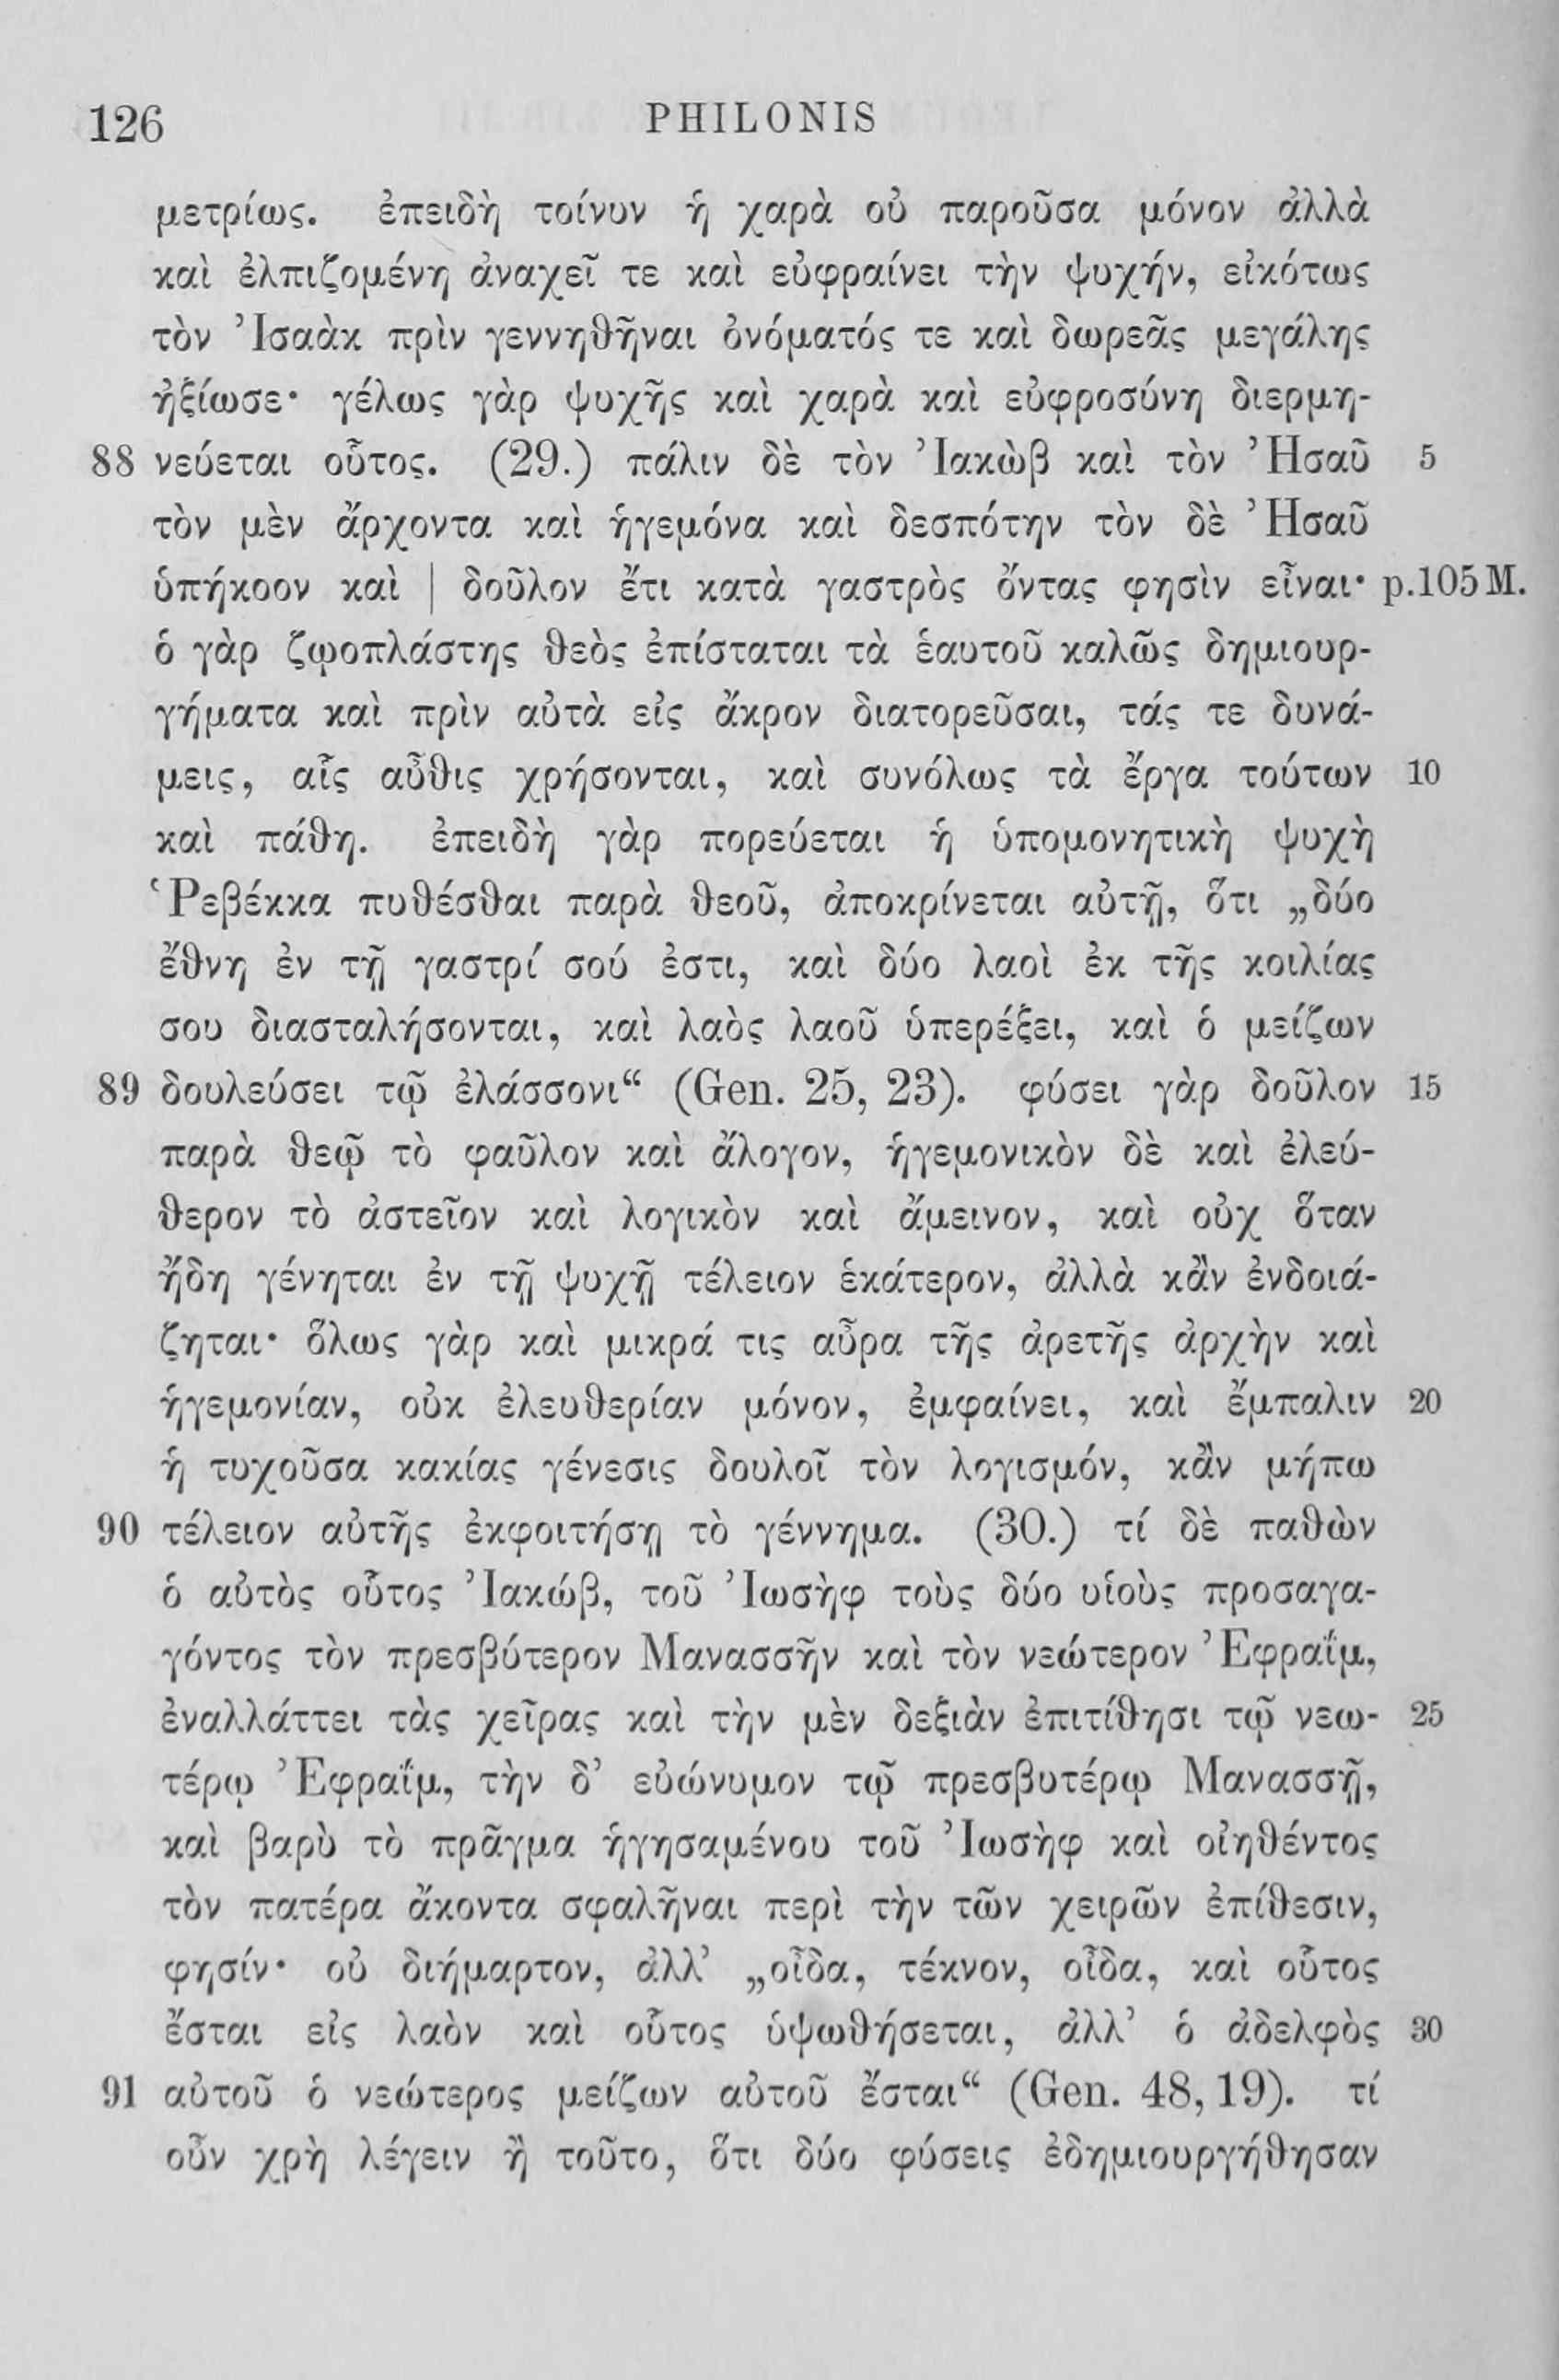 126 PHILONIS
μετρίως. ἐπειδὴ τοίνυν ἡ χαρὰ οὐ παροῦσα μόνον ἀλλὰ
καὶ ἐλπιζομένη ἀναχεῖ τε καὶ εὐφραίνει τὴν ψυχήν, εἰκότως
τὸν Ἰσαὰκ πρὶν γεννηθῆναι ὀνόματός τε καὶ δωρεᾶς μεγάλης
ἠξίωσε· γέλως γὰρ ψυχῆς καὶ χαρὰ καὶ εὐφροσύνη διερμη-
88 νεύεται οὗτος. (29.) πάλιν δὲ τὸν Ἰακὼβ καὶ τὸν Ἠσαῦ 5
τὸν μὲν ἄρχοντα καὶ ἡγεμόνα καὶ δεσπότην τὸν δὲ Ἠσαῦ
ὑπήκοον καὶ | δοῦλον ἔτι κατὰ γαστρὸς ὄντας φησὶν εἶναι· p.105 M.
ὁ γὰρ ζῳοπλάστης θεὸς ἐπίσταται τὰ ἑαυτοῦ καλῶς δημιουρ-
γήματα καὶ πρὶν αὐτὰ εἰς ἄκρον διατορεῦσαι, τάς τε δυνά-
μεις, αἷς αὖθις χρήσονται, καὶ συνόλως τὰ ἔργα τούτων 10
καὶ πάθη. ἐπειδὴ γὰρ πορεύεται ἡ ὑπομονητικὴ ψυχὴ
Ῥεβέκκα πυθέσθαι παρὰ θεοῦ, ἀποκρίνεται αὐτῇ, ὅτι „δύο
ἔθνη ἐν τῇ γαστρί σού ἐστι, καὶ δύο λαοὶ ἐκ τῆς κοιλίας
σου διασταλήσονται, καὶ λαὸς λαοῦ ὑπερέξει, καὶ ὁ μείζων
89 δουλεύσει τῷ ἐλάσσονι“ (Gen. 25, 23). φύσει γὰρ δοῦλον 15
παρὰ θεῷ τὸ φαῦλον καὶ ἄλογον, ἡγεμονικὸν δὲ καὶ ἐλεύ-
θερον τὸ ἀστεῖον καὶ λογικὸν καὶ ἄμεινον, καὶ οὐχ ὅταν
ἤδη γένηται ἐν τῇ ψυχῇ τέλειον ἑκάτερον, ἀλλὰ κἂν ἐνδοιά-
ζηται· ὅλως γὰρ καὶ μικρά τις αὖρα τῆς ἀρετῆς ἀρχὴν καὶ
ἡγεμονίαν, οὐκ ἐλευθερίαν μόνον, ἐμφαίνει, καὶ ἔμπαλιν 20
ἡ τυχοῦσα κακίας γένεσις δουλοῖ τὸν λογισμόν, κἂν μήπω
90 τέλειον αὐτῆς ἐκφοιτήσῃ τὸ γέννημα. (30.) τί δὲ παθὼν
ὁ αὐτὸς οὗτος Ἰακώβ, τοῦ Ἰωσὴφ τοὺς δύο υἱοὺς προσαγα-
γόντος τὸν πρεσβύτερον Μανασσῆν καὶ τὸν νεώτερον Ἐφραΐμ,
ἐναλλάττει τὰς χεῖρας καὶ τὴν μὲν δεξιὰν ἐπιτίθησι τῷ νεω- 25
τέρῳ Ἐφραΐμ, τὴν δ’ εὐώνυμον τῷ πρεσβυτέρῳ Μανασσῇ,
καὶ βαρὺ τὸ πρᾶγμα ἡγησαμένου τοῦ Ἰωσὴφ καὶ οἰηθέντος
τὸν πατέρα ἄκοντα σφαλῆναι περὶ τὴν τῶν χειρῶν ἐπίθεσιν,
φησίν· οὐ διήμαρτον, ἀλλ’ „οἶδα, τέκνον, οἶδα, καὶ οὗτος
ἔσται εἰς λαὸν καὶ οὗτος ὑψωθήσεται, ἀλλ’ ὁ ἀδελφὸς 30
91 αὐτοῦ ὁ νεώτερος μείζων αὐτοῦ ἔσται“ (Gen. 48, 19). τί
οὖν χρὴ λέγειν ἢ τοῦτο, ὅτι δύο φύσεις ἐδημιουργήθησαν